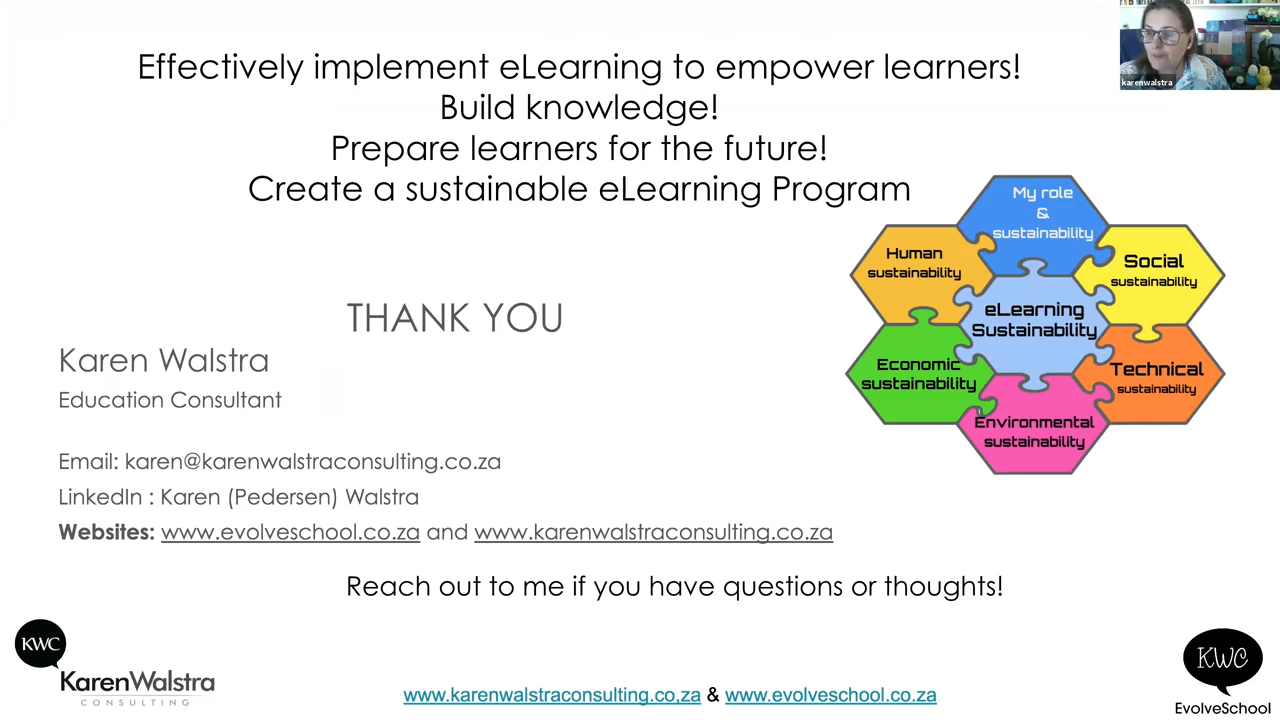 Effectively implement eLearning to empower learners!
Build knowledge!
Prepare learners for the future!
Create a sustainable eLearning Program
karenwalstra
My role
&
sustainability
Human
sustainability
Social
sustainability
eLearning
Sustainability
Economic
sustainability
Technical
sustainability
Environmental
sustainability
THANK YOU
Karen Walstra
Education Consultant
Email: karen@karenwalstraconsulting.co.za
LinkedIn : Karen (Pedersen) Walstra
Websites: www.evolveschool.co.za and www.karenwalstraconsulting.co.za
Reach out to me if you have questions or thoughts!
KWC
KarenWalstra
CONSULTING
www.karenwalstraconsulting.co,za & www.evolveschool.co.za
KWC
EvolveSchool